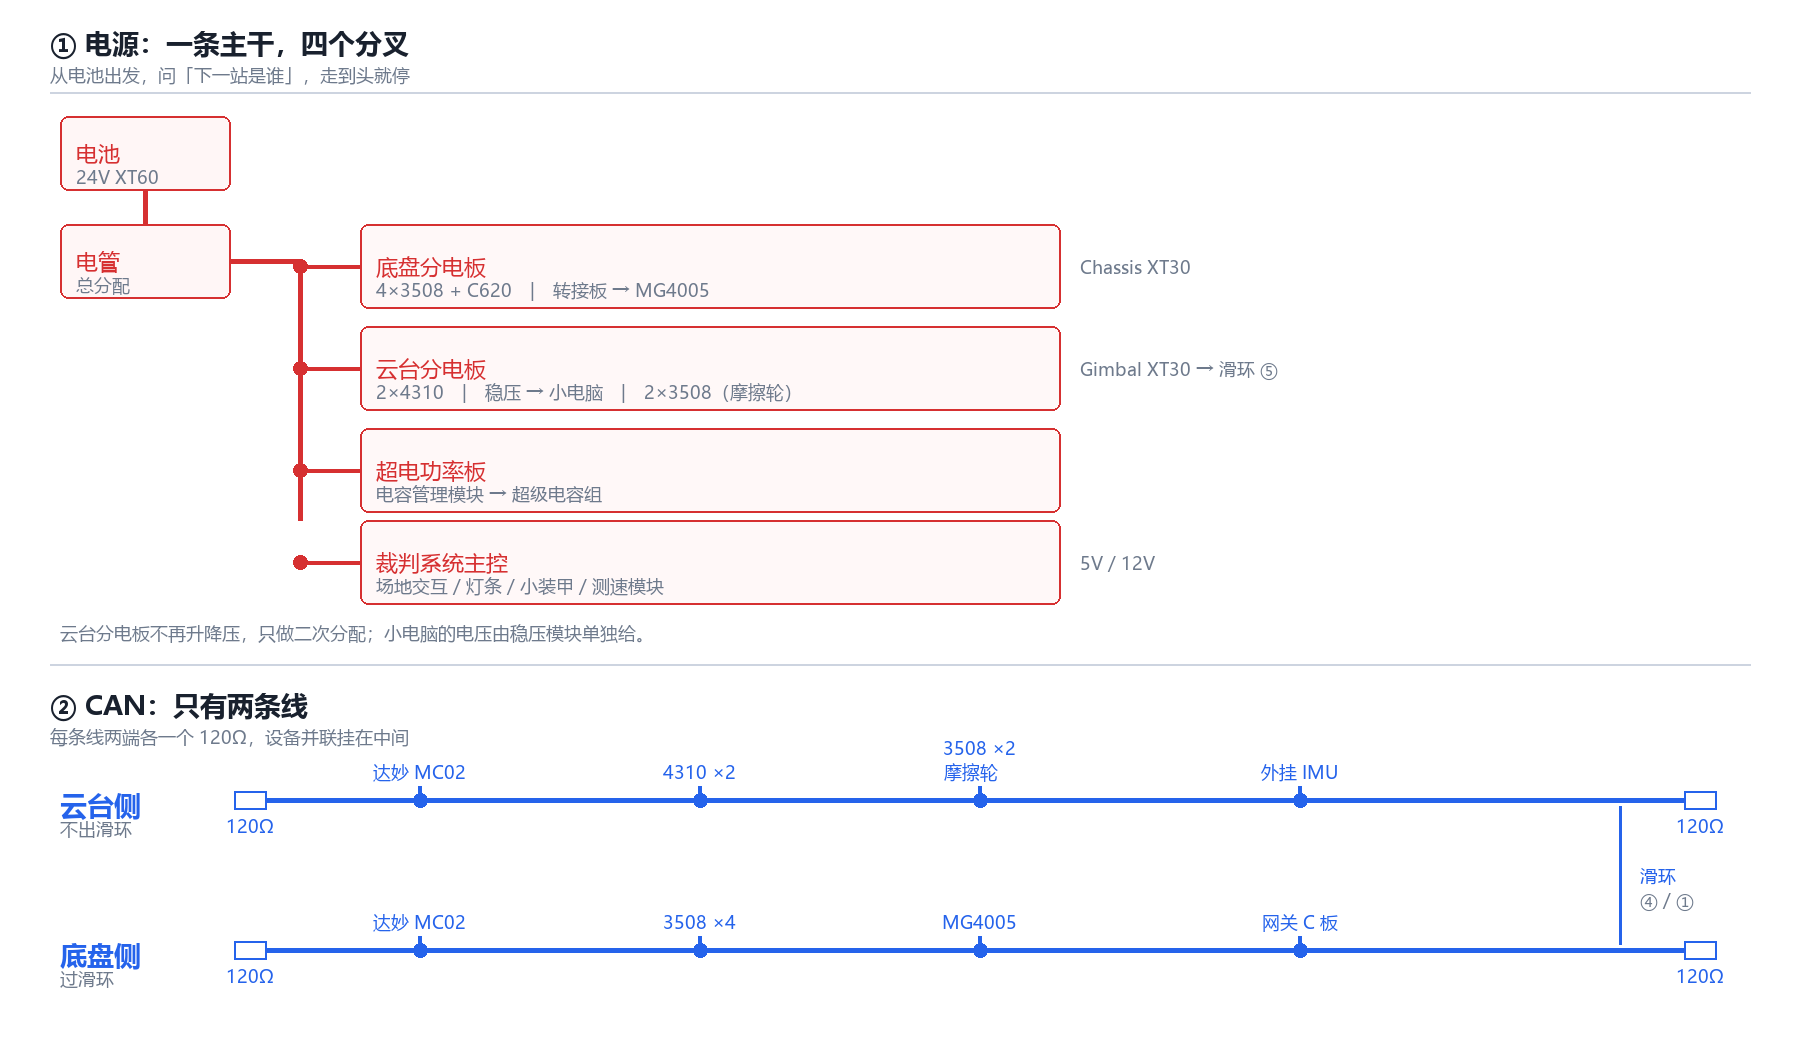 ① 电源：一条主干，四个分叉
从电池出发，问「下一站是谁」，走到头就停
电池
24V XT60
电管
总分配
底盘分电板
4×3508 + C620 | 转接板 → MG4005
Chassis XT30
云台分电板
2×4310 | 稳压 → 小电脑 | 2×3508（摩擦轮）
Gimbal XT30 → 滑环 ⑤
超电功率板
电容管理模块 → 超级电容组
裁判系统主控
场地交互 / 灯条 / 小装甲 / 测速模块
5V / 12V
云台分电板不再升降压，只做二次分配；小电脑的电压由稳压模块单独给。
② CAN：只有两条线
每条线两端各一个 120Ω，设备并联挂在中间
云台侧
不出滑环
120Ω
达妙 MC02
4310 ×2
3508 ×2
摩擦轮
外挂 IMU
120Ω
滑环
④ / ①
底盘侧
过滑环
120Ω
达妙 MC02
3508 ×4
MG4005
网关 C 板
120Ω